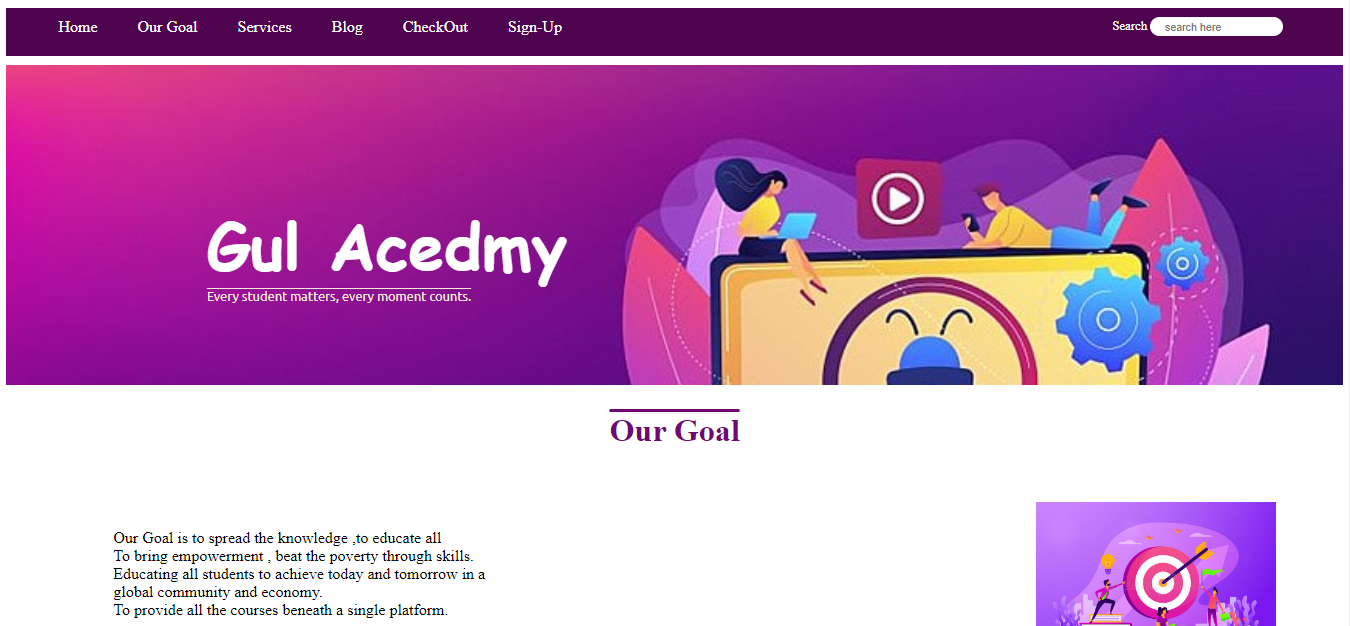 Home Our Goal Services Blog CheckOut Sign-Up Search search here
Gul Acedmy
Every student matters, every moment counts.
Our Goal
Our Goal is to spread the knowledge ,to educate all
To bring empowerment , beat the poverty through skills.
Educating all students to achieve today and tomorrow in a
global community and economy.
To provide all the courses beneath a single platform.